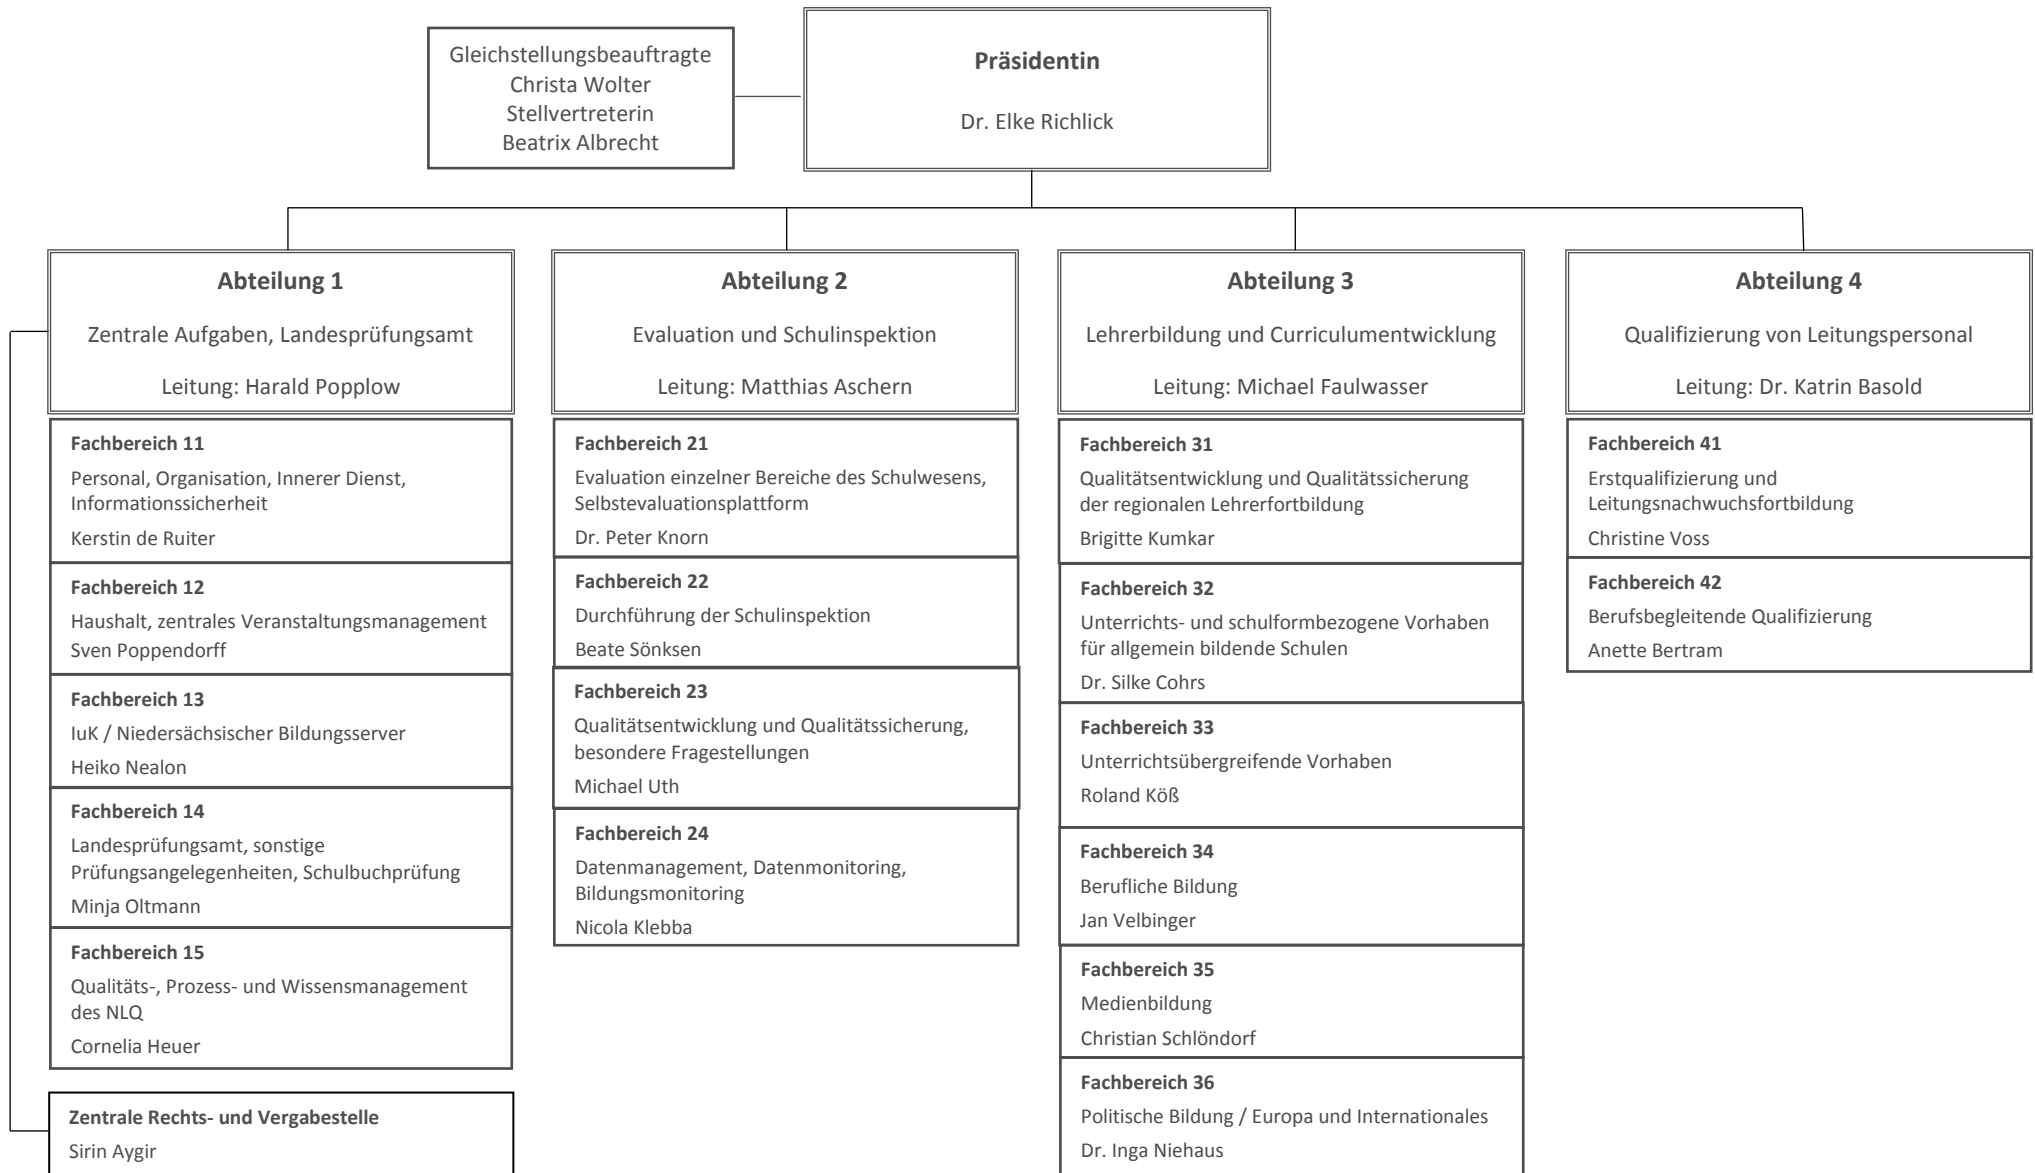 Gleichstellungsbeauftragte
Christa Wolter
Stellvertreterin
Beatrix Albrecht
Präsidentin
Dr. Elke Richlick
Abteilung 1
Zentrale Aufgaben, Landesprüfungsamt
Leitung: Harald Popplow
Fachbereich 11
Personal, Organisation, Innerer Dienst,
Informationssicherheit
Kerstin de Ruiter
Fachbereich 12
Haushalt, zentrales Veranstaltungsmanagement
Sven Poppendorff
Fachbereich 13
IuK / Niedersächsischer Bildungsserver
Heiko Nealon
Fachbereich 14
Landesprüfungsamt, sonstige
Prüfungsangelegenheiten, Schulbuchprüfung
Minja Oltmann
Fachbereich 15
Qualitäts-, Prozess- und Wissensmanagement
des NLQ
Cornelia Heuer
Zentrale Rechts- und Vergabestelle
Sirin Aygir
Abteilung 2
Evaluation und Schulinspektion
Leitung: Matthias Aschern
Fachbereich 21
Evaluation einzelner Bereiche des Schulwesens,
Selbstevaluationsplattform
Dr. Peter Knorn
Fachbereich 22
Durchführung der Schulinspektion
Beate Sönksen
Fachbereich 23
Qualitätsentwicklung und Qualitätssicherung,
besondere Fragestellungen
Michael Uth
Fachbereich 24
Datenmanagement, Datenmonitoring,
Bildungsmonitoring
Nicola Klebba
Abteilung 3
Lehrerbildung und Curriculumentwicklung
Leitung: Michael Faulwasser
Fachbereich 31
Qualitätsentwicklung und Qualitätssicherung
der regionalen Lehrerfortbildung
Brigitte Kumkar
Fachbereich 32
Unterrichts- und schulformbezogene Vorhaben
für allgemein bildende Schulen
Dr. Silke Cohrs
Fachbereich 33
Unterrichtsübergreifende Vorhaben
Roland Köß
Fachbereich 34
Berufliche Bildung
Jan Velbinger
Fachbereich 35
Medienbildung
Christian Schlöndorf
Fachbereich 36
Politische Bildung / Europa und Internationales
Dr. Inga Niehaus
Abteilung 4
Qualifizierung von Leitungspersonal
Leitung: Dr. Katrin Basold
Fachbereich 41
Erstqualifizierung und
Leitungsnachwuchsfortbildung
Christine Voss
Fachbereich 42
Berufsbegleitende Qualifizierung
Anette Bertram